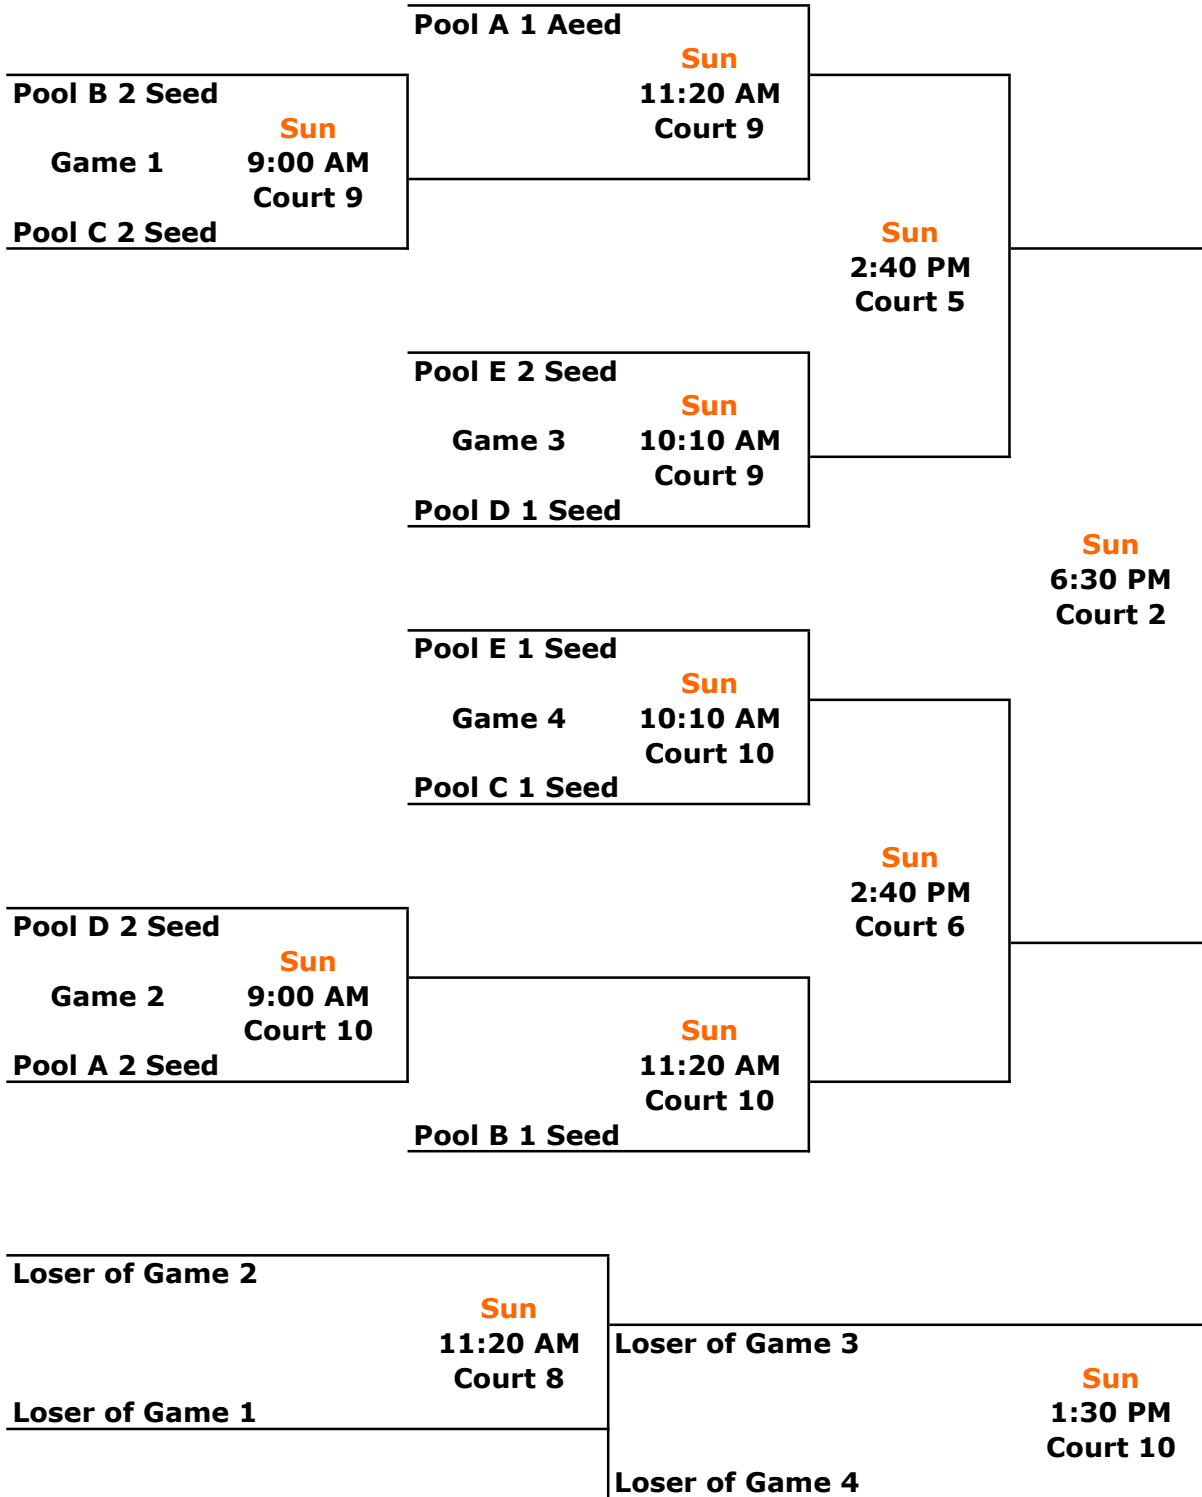 Pool A 1 Aeed
Sun
11:20 AM
Court 9
Pool B 2 Seed
Sun
Game 1 9:00 AM
Court 9
Pool C 2 Seed
Sun
2:40 PM
Court 5
Pool E 2 Seed
Sun
Game 3 10:10 AM
Court 9
Pool D 1 Seed
Sun
6:30 PM
Court 2
Pool E 1 Seed
Sun
Game 4 10:10 AM
Court 10
Pool C 1 Seed
Sun
2:40 PM
Court 6
Pool D 2 Seed
Sun
Game 2 9:00 AM
Court 10
Pool A 2 Seed
Sun
11:20 AM
Court 10
Pool B 1 Seed
Loser of Game 2
Sun
11:20 AM
Court 8
Loser of Game 1
Loser of Game 3
Sun
1:30 PM
Court 10
Loser of Game 4